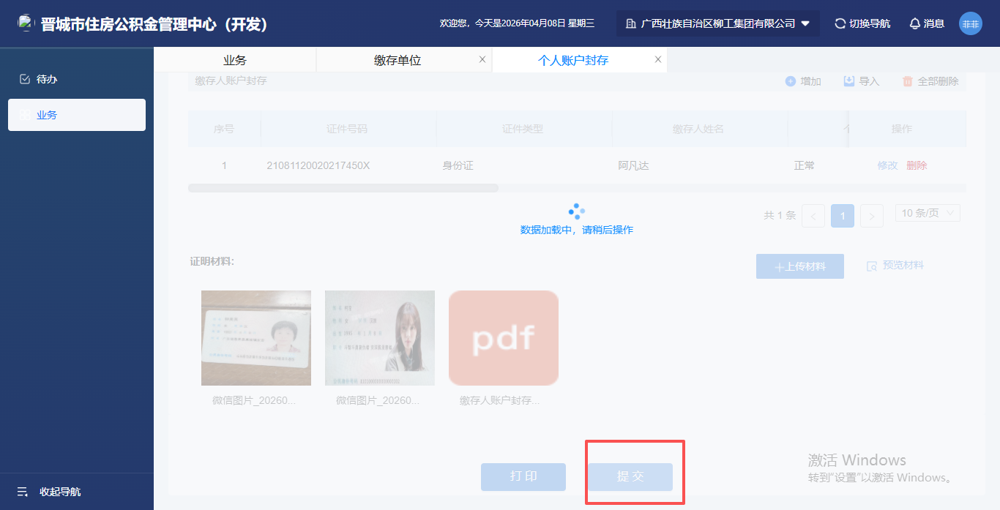 晋城市住房公积金管理中心（开发）
欢迎您，今天是2026年04月08日 星期三
广西壮族自治区柳工集团有限公司
切换导航
消息
菲菲
待办
业务
收起导航
业务
缴存单位
个人账户封存
缴存人账户封存
增加
导入
全部删除
序号 证件号码 证件类型 缴存人姓名 操作
1 21081120020217450X 身份证 阿凡达 正常 修改 删除
共 1 条
1
10 条/页
数据加载中，请稍后操作
证明材料：
上传材料
预览材料
pdf
微信图片_20260...
微信图片_20260...
缴存人账户封存...
打 印
提 交
激活 Windows
转到"设置"以激活 Windows。